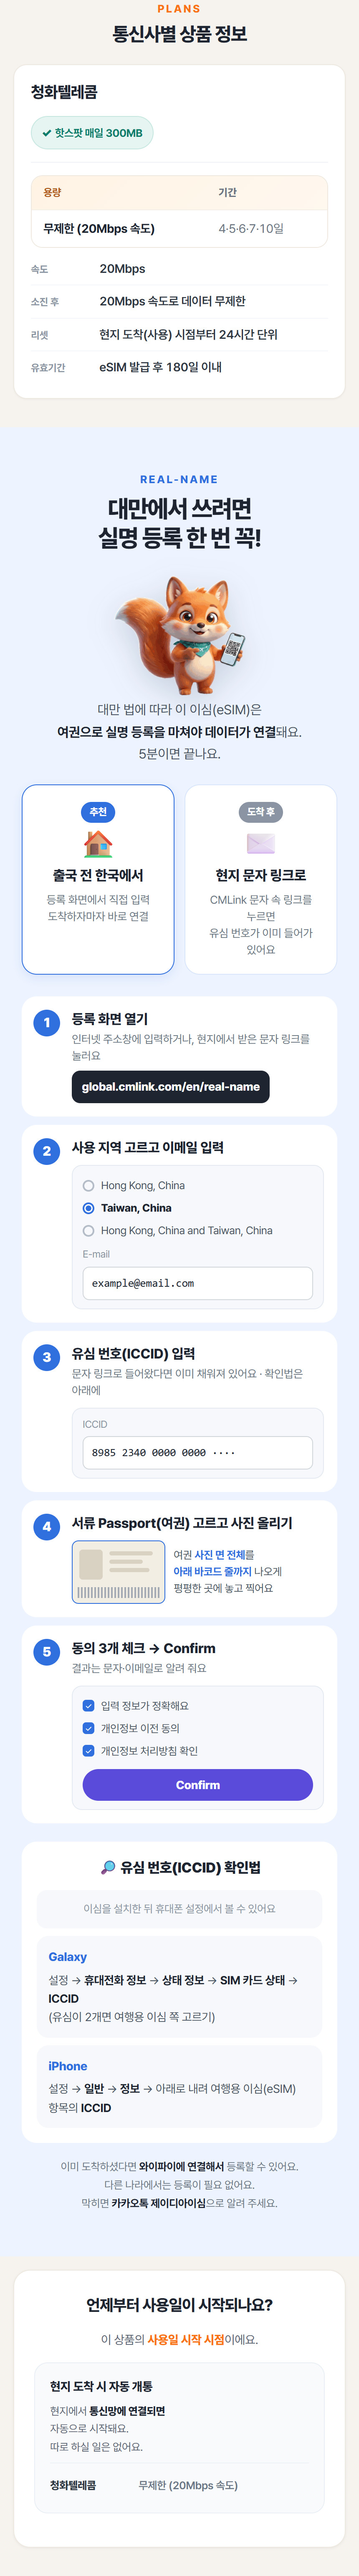 PLANS
통신사별 상품 정보
청화텔레콤
✔ 핫스팟 매일 300MB
용량 기간
무제한 (20Mbps 속도) 4·5·6·7·10일
속도 20Mbps
소진 후 20Mbps 속도로 데이터 무제한
리셋 현지 도착(사용) 시점부터 24시간 단위
유효기간 eSIM 발급 후 180일 이내
REAL-NAME
대만에서 쓰려면
실명 등록 한 번 꼭!
대만 법에 따라 이 이심(eSIM)은
여권으로 실명 등록을 마쳐야 데이터가 연결돼요.
5분이면 끝나요.
추천
출국 전 한국에서
등록 화면에서 직접 입력
도착하자마자 바로 연결
도착 후
현지 문자 링크로
CMLink 문자 속 링크를
누르면
유심 번호가 이미 들어가
있어요
1
등록 화면 열기
인터넷 주소창에 입력하거나, 현지에서 받은 문자 링크를
눌러요
global.cmlink.com/en/real-name
2
사용 지역 고르고 이메일 입력
Hong Kong, China
Taiwan, China
Hong Kong, China and Taiwan, China
E-mail
example@email.com
3
유심 번호(ICCID) 입력
문자 링크로 들어왔다면 이미 채워져 있어요 · 확인법은
아래에
ICCID
8985 2340 0000 0000 ····
4
서류 Passport(여권) 고르고 사진 올리기
여권 사진 면 전체를
아래 바코드 줄까지 나오게
평평한 곳에 놓고 찍어요
5
동의 3개 체크 → Confirm
결과는 문자·이메일로 알려 줘요
입력 정보가 정확해요
개인정보 이전 동의
개인정보 처리방침 확인
Confirm
유심 번호(ICCID) 확인법
이심을 설치한 뒤 휴대폰 설정에서 볼 수 있어요
Galaxy
설정 → 휴대전화 정보 → 상태 정보 → SIM 카드 상태 →
ICCID
(유심이 2개면 여행용 이심 쪽 고르기)
iPhone
설정 → 일반 → 정보 → 아래로 내려 여행용 이심(eSIM)
항목의 ICCID
이미 도착하셨다면 와이파이에 연결해서 등록할 수 있어요.
다른 나라에서는 등록이 필요 없어요.
막히면 카카오톡 제이디아이심으로 알려 주세요.
언제부터 사용일이 시작되나요?
이 상품의 사용일 시작 시점이에요.
현지 도착 시 자동 개통
현지에서 통신망에 연결되면
자동으로 시작돼요.
따로 하실 일은 없어요.
청화텔레콤 무제한 (20Mbps 속도)